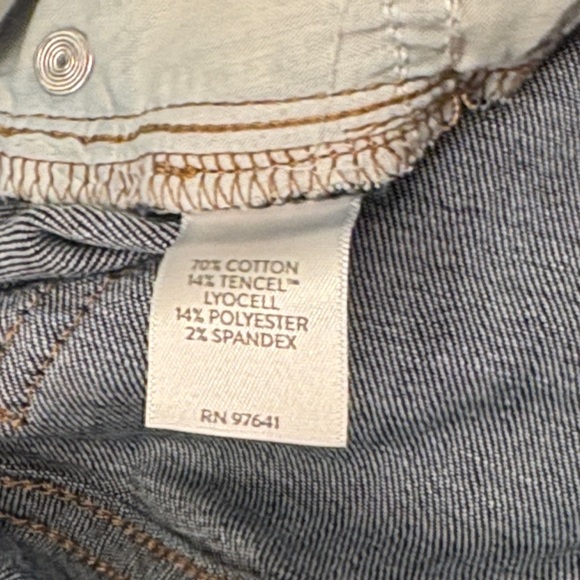 70% COTTON
14% TENCEL™
LYOCELL
14% POLYESTER
2% SPANDEX
RN 97641